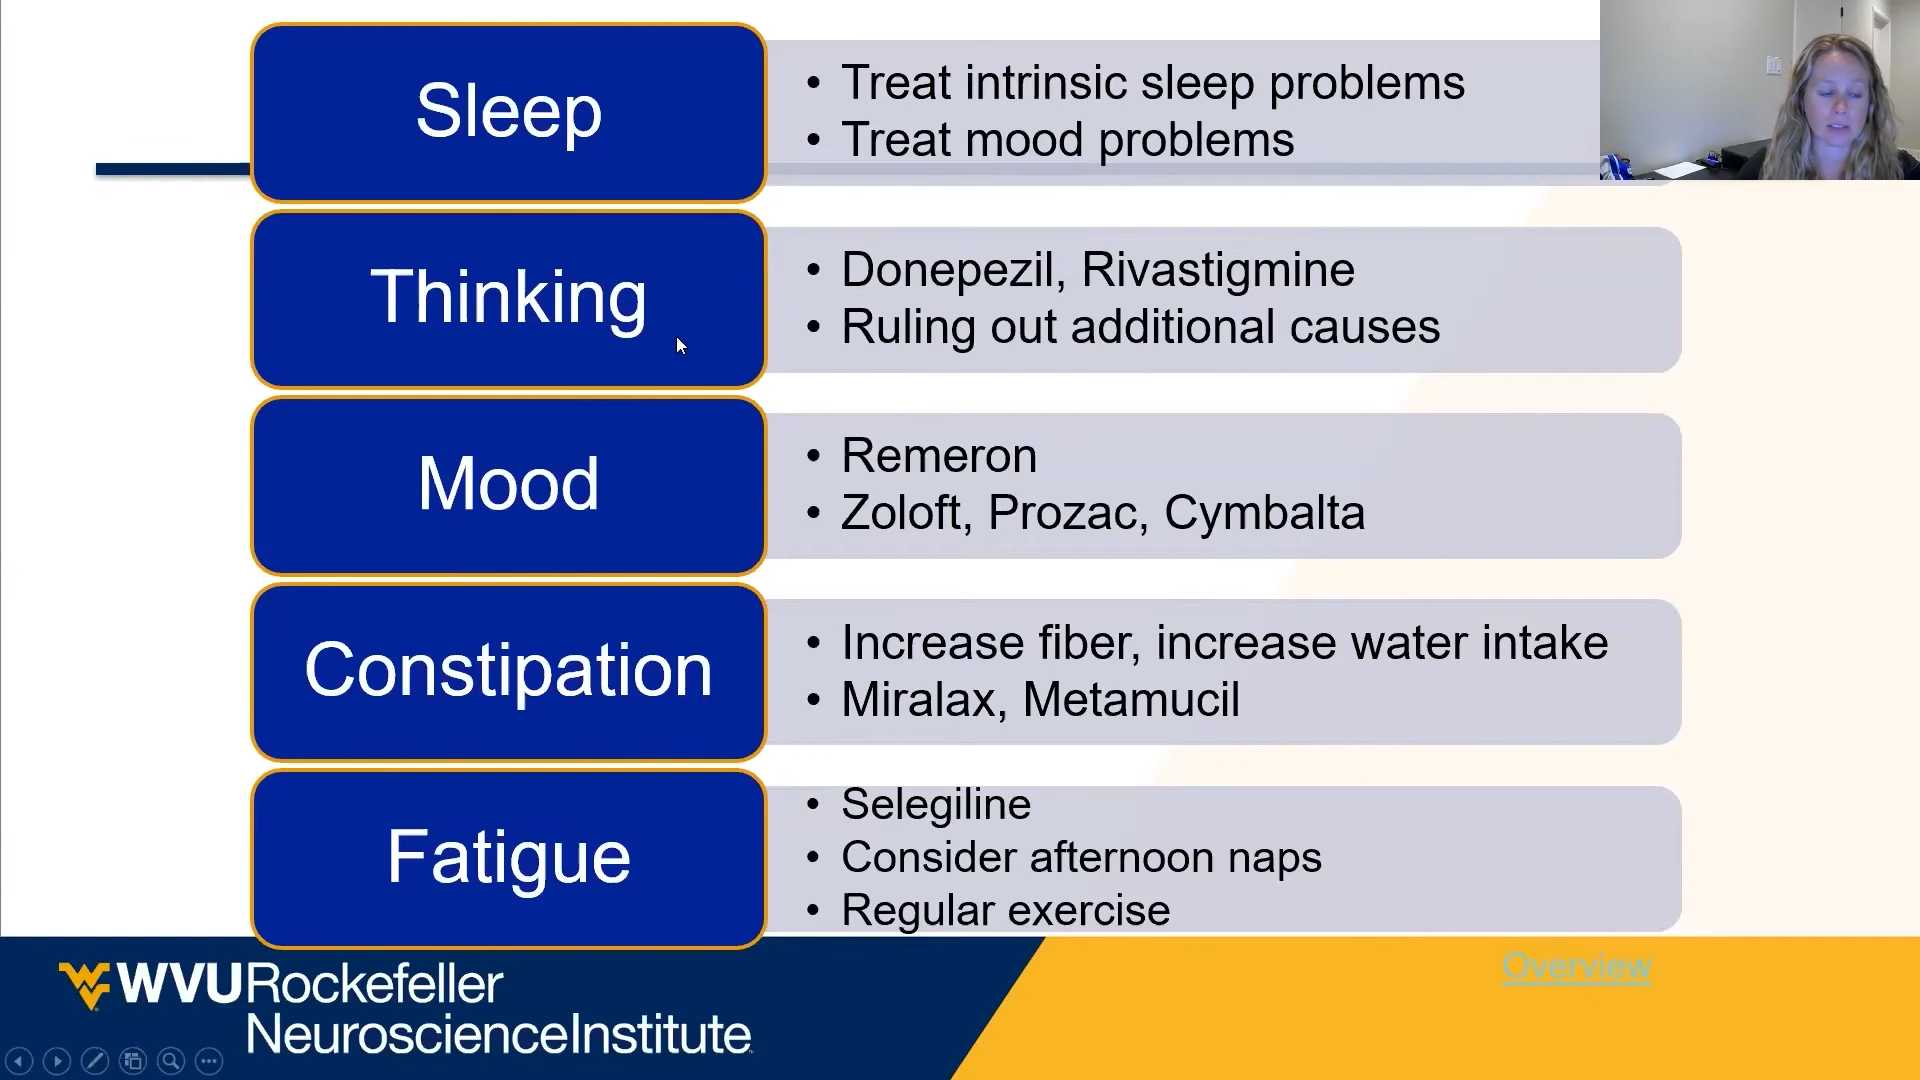 Sleep
• Treat intrinsic sleep problems
• Treat mood problems
Thinking
• Donepezil, Rivastigmine
• Ruling out additional causes
Mood
• Remeron
• Zoloft, Prozac, Cymbalta
Constipation
• Increase fiber, increase water intake
• Miralax, Metamucil
Fatigue
• Selegiline
• Consider afternoon naps
• Regular exercise
Overview
WVURockefeller
NeuroscienceInstitute